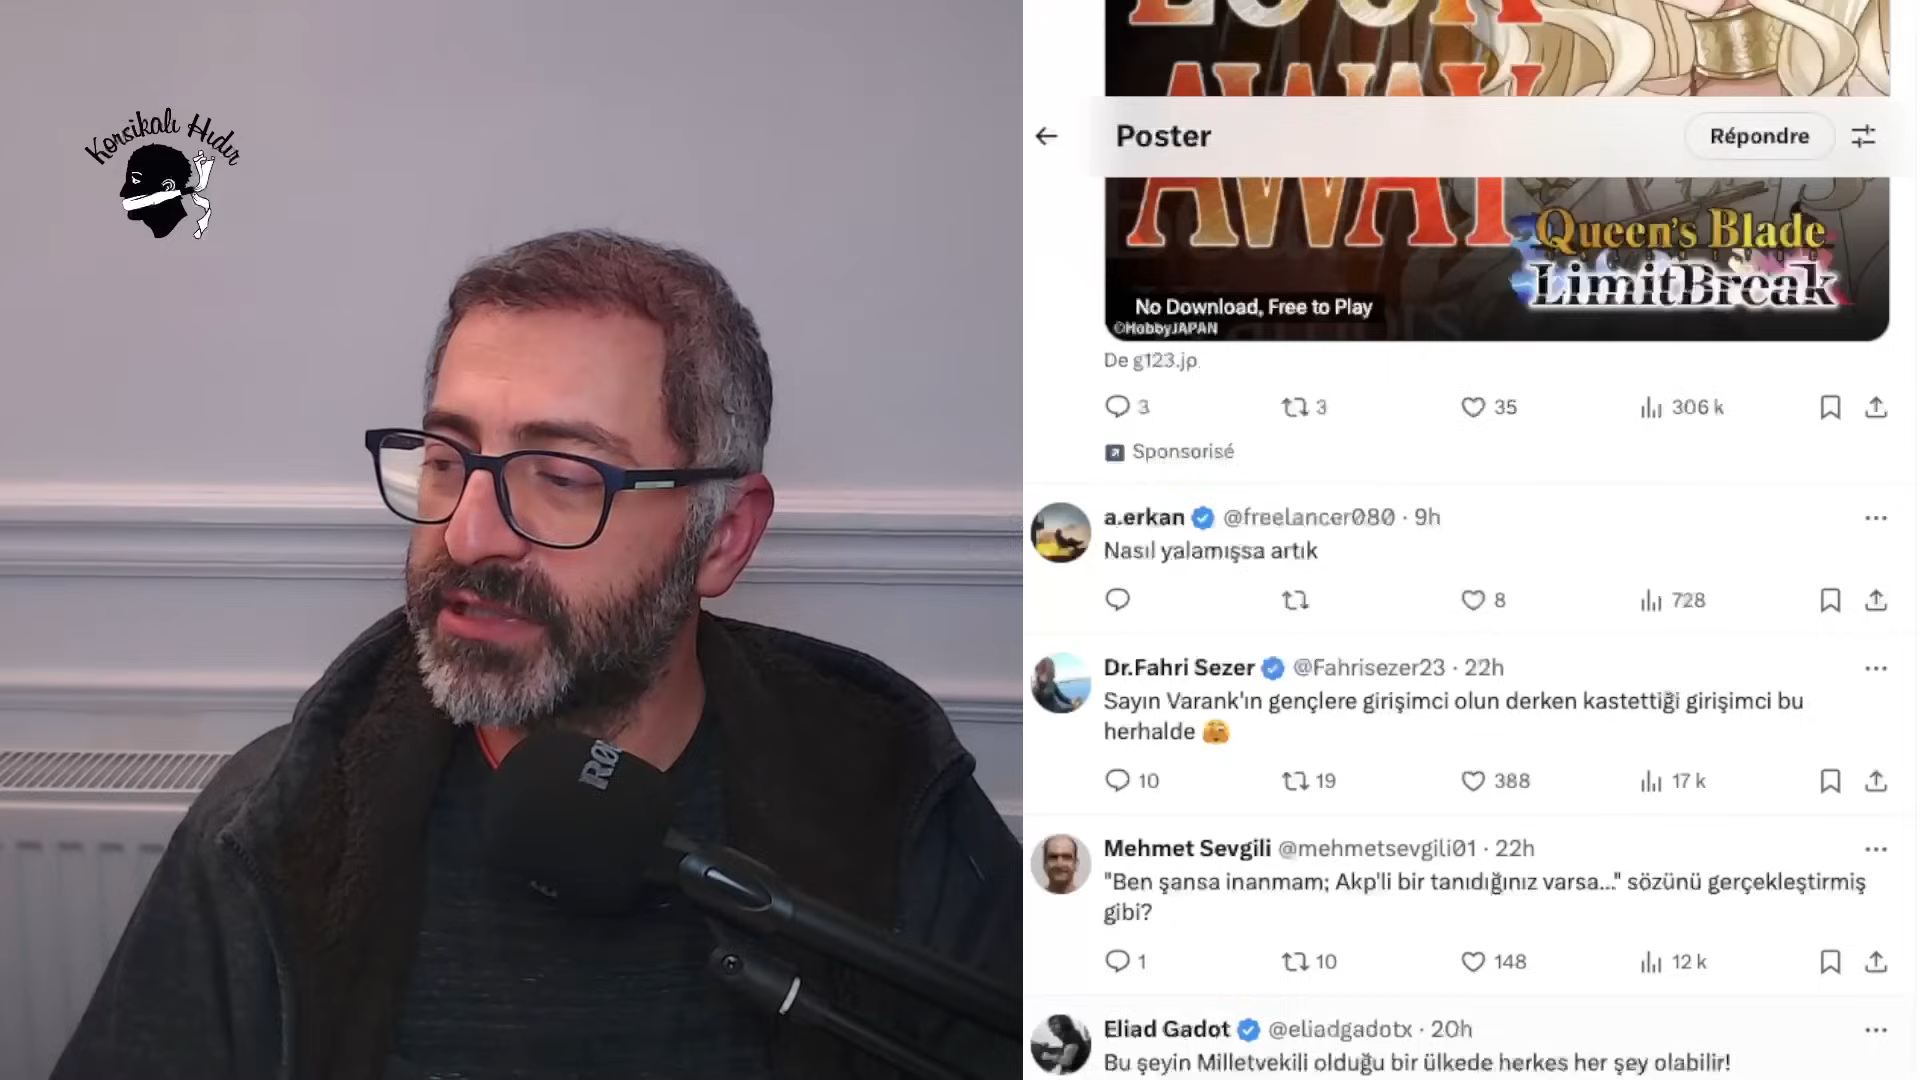 Korsikalı Hıdır
RØDE
AWAY
Poster
Répondre
AWAY
Queen's Blade
LimitBreak
No Download, Free to Play
©HobbyJAPAN
De g123.jp
3
3
35
306 k
Sponsorisé
a.erkan @freelancer080 · 9h
Nasıl yalamışsa artık
8
728
Dr.Fahri Sezer @Fahrisezer23 · 22h
Sayın Varank'ın gençlere girişimci olun derken kastettiği girişimci bu
herhalde
10
19
388
17 k
Mehmet Sevgili @mehmetsevgili01 · 22h
"Ben şansa inanmam; Akp'li bir tanıdığınız varsa..." sözünü gerçekleştirmiş
gibi?
1
10
148
12 k
Eliad Gadot @eliadgadotx · 20h
Bu şeyin Milletvekili olduğu bir ülkede herkes her şey olabilir!